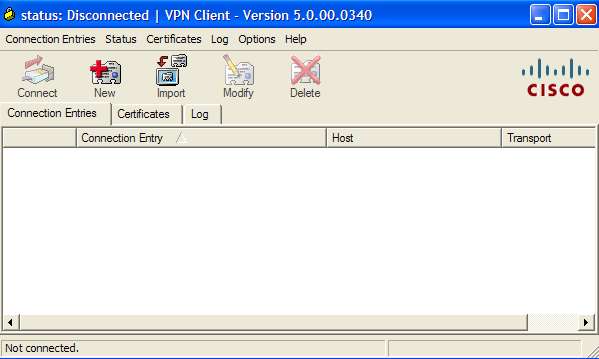 status: Disconnected | VPN Client - Version 5.0.00.0340
Connection Entries Status Certificates Log Options Help
Connect New Import Modify Delete
CISCO
Connection Entries Certificates Log
Connection Entry Host Transport
Not connected.